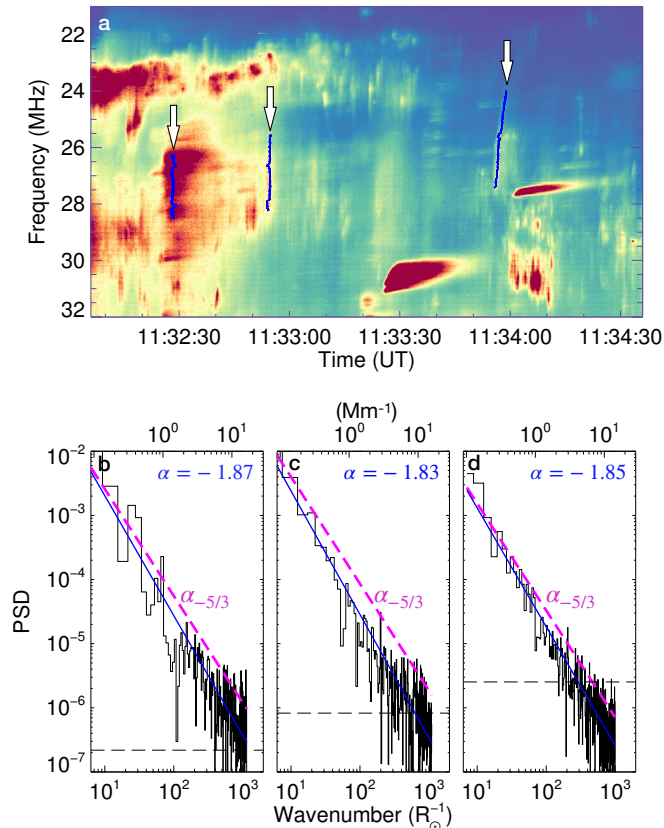 a
22
24
26
28
30
32
Frequency (MHz)
11:32:30 11:33:00 11:33:30 11:34:00 11:34:30
Time (UT)
(Mm⁻¹)
10⁰ 10¹ 10⁰ 10¹ 10⁰ 10¹
b α = − 1.87 c α = − 1.83 d α = − 1.85
α₋₅/₃ α₋₅/₃ α₋₅/₃
10⁻²
10⁻³
10⁻⁴
10⁻⁵
10⁻⁶
10⁻⁷
PSD
10¹ 10² 10³ 10¹ 10² 10³ 10¹ 10² 10³
Wavenumber (R⊙⁻¹)